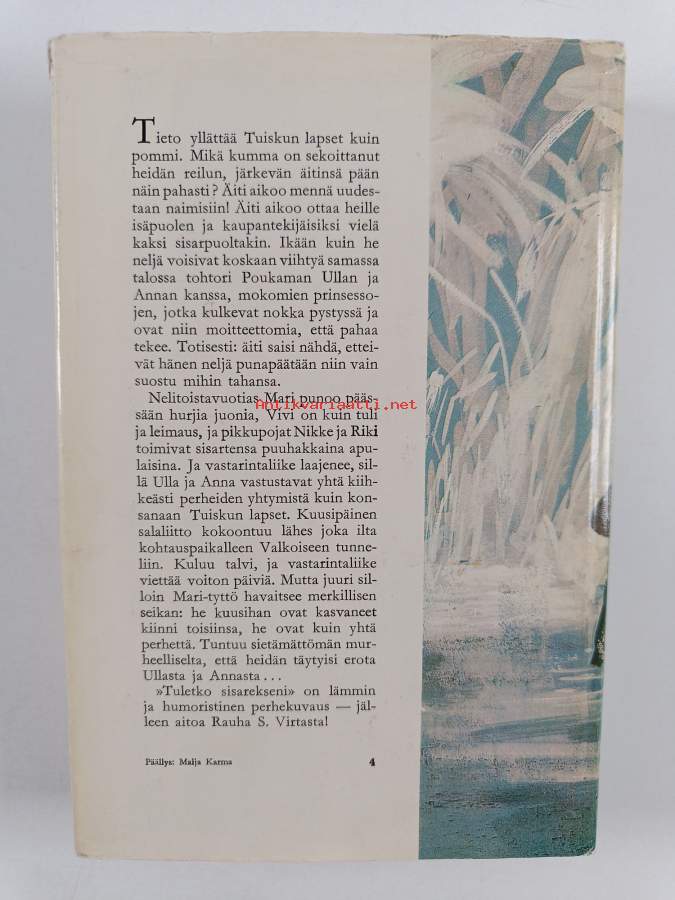 Tieto yllättää Tuiskun lapset kuin
pommi. Mikä kumma on sekoittanut
heidän reilun, järkevän äitinsä pään
näin pahasti? Äiti aikoo mennä uudes-
taan naimisiin! Äiti aikoo ottaa heille
isäpuolen ja kaupantekijäisiksi vielä
kaksi sisarpuoltakin. Ikään kuin he
neljä voisivat koskaan viihtyä samassa
talossa tohtori Poukaman Ullan ja
Annan kanssa, mokomien prinsesso-
jen, jotka kulkevat nokka pystyssä ja
ovat niin moitteettomia, että pahaa
tekee. Totisesti: äiti saisi nähdä, ettei-
vät hänen neljä punapäätään niin vain
suostu mihin tahansa.
Nelitoistavuotias Mari punoo pääs-
sään hurjia juonia, Vivi on kuin tuli
ja leimaus, ja pikkupojat Nikke ja Riki
toimivat sisartensa puuhakkaina apu-
laisina. Ja vastarintaliike laajenee, sil-
lä Ulla ja Anna vastustavat yhtä kiih-
keästi perheiden yhtymistä kuin kon-
sanaan Tuiskun lapset. Kuusipäinen
salaliitto kokoontuu lähes joka ilta
kohtauspaikalleen Valkoiseen tunne-
liin. Kuluu talvi, ja vastarintaliike
viettää voiton päiviä. Mutta juuri sil-
loin Mari-tyttö havaitsee merkillisen
seikan: he kuusihan ovat kasvaneet
kiinni toisiinsa, he ovat kuin yhtä
perhettä. Tuntuu sietämättömän mur-
heelliselta, että heidän täytyisi erota
Ullasta ja Annasta...
»Tuletko sisarekseni» on lämmin
ja humoristinen perhekuvaus — jäl-
leen aitoa Rauha S. Virtasta!
Päällys: Maija Karma 4
Antikvariaatti.net